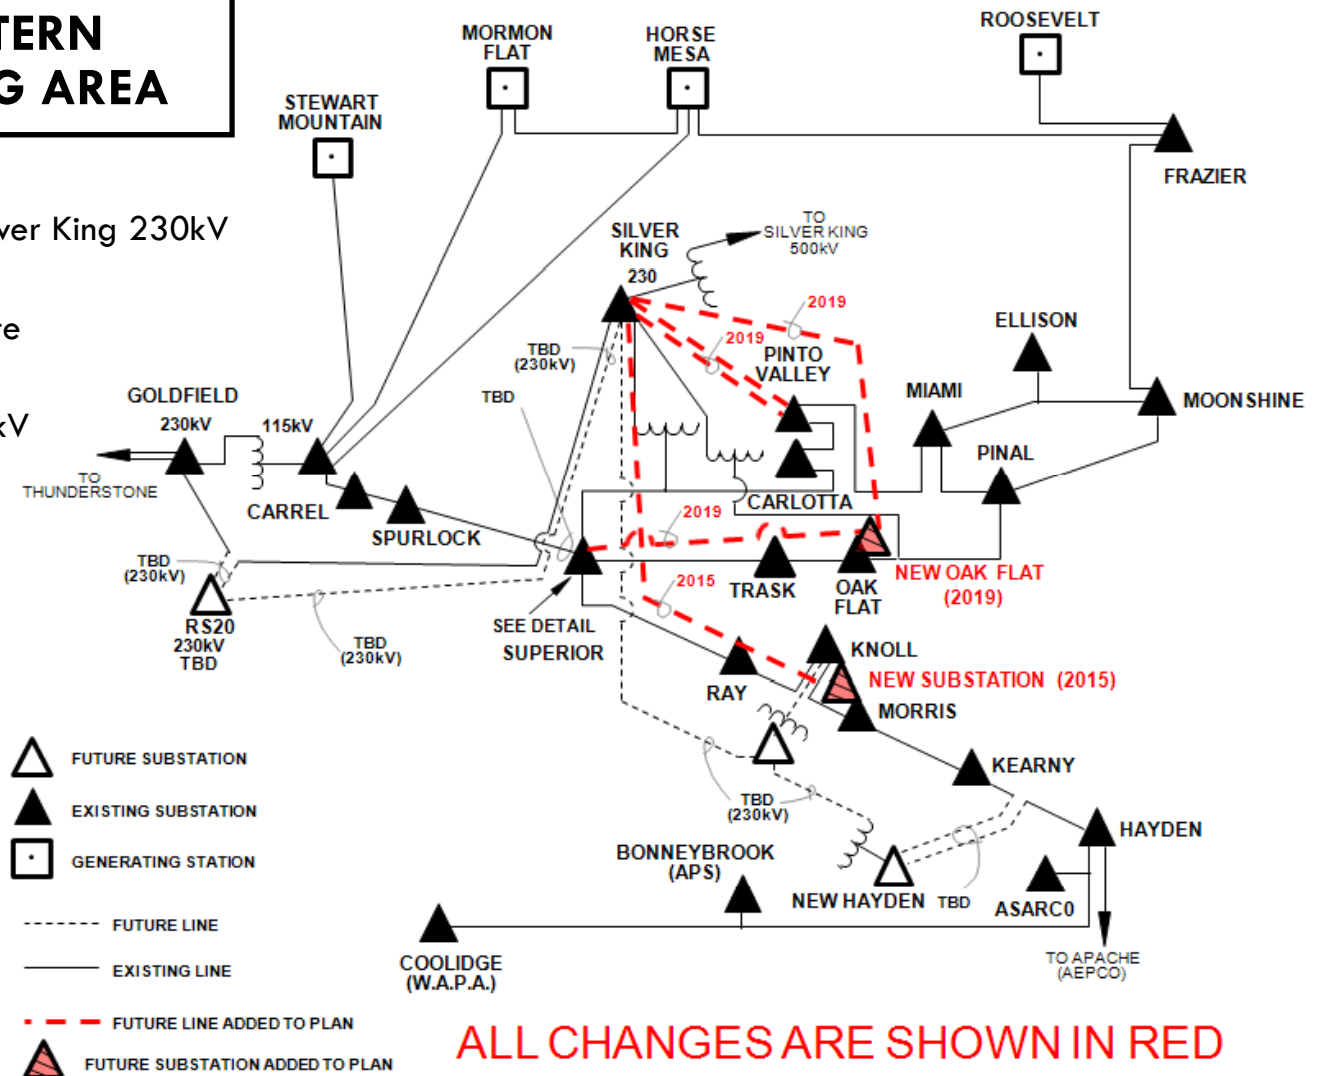 TERN
G AREA
ver King 230kV
re
kV
MORMON
FLAT
HORSE
MESA
ROOSEVELT
STEWART
MOUNTAIN
FRAZIER
SILVER
KING
230
TO
SILVER KING
500kV
2019
2019
PINTO
VALLEY
ELLISON
TBD
(230kV)
TBD
MIAMI
MOONSHINE
GOLDFIELD
230kV
115kV
PINAL
TO
THUNDERSTONE
CARREL
SPURLOCK
CARLOTTA
2019
TBD
(230kV)
2015
TRASK
OAK
FLAT
NEW OAK FLAT
(2019)
RS20
230kV
TBD
TBD
(230kV)
SEE DETAIL
SUPERIOR
KNOLL
RAY
NEW SUBSTATION (2015)
MORRIS
KEARNY
TBD
(230kV)
HAYDEN
BONNEYBROOK
(APS)
NEW HAYDEN
TBD
ASARC0
COOLIDGE
(W.A.P.A.)
TO APACHE
(AEPCO)
FUTURE SUBSTATION
EXISTING SUBSTATION
GENERATING STATION
FUTURE LINE
EXISTING LINE
FUTURE LINE ADDED TO PLAN
FUTURE SUBSTATION ADDED TO PLAN
ALL CHANGES ARE SHOWN IN RED